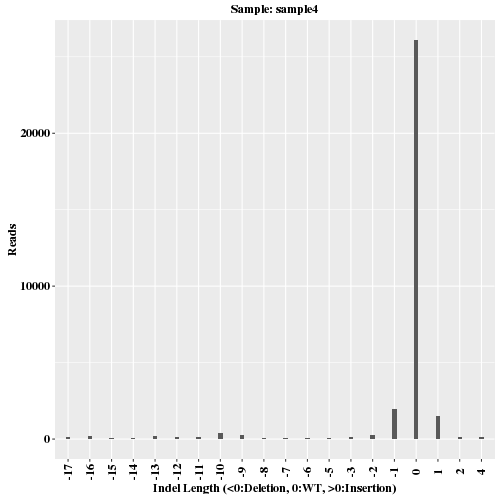 Sample: sample4
Reads
20000
10000
0
-17 -16 -15 -14 -13 -12 -11 -10 -9 -8 -7 -6 -5 -3 -2 -1 0 1 2 4
Indel Length (<0:Deletion, 0:WT, >0:Insertion)